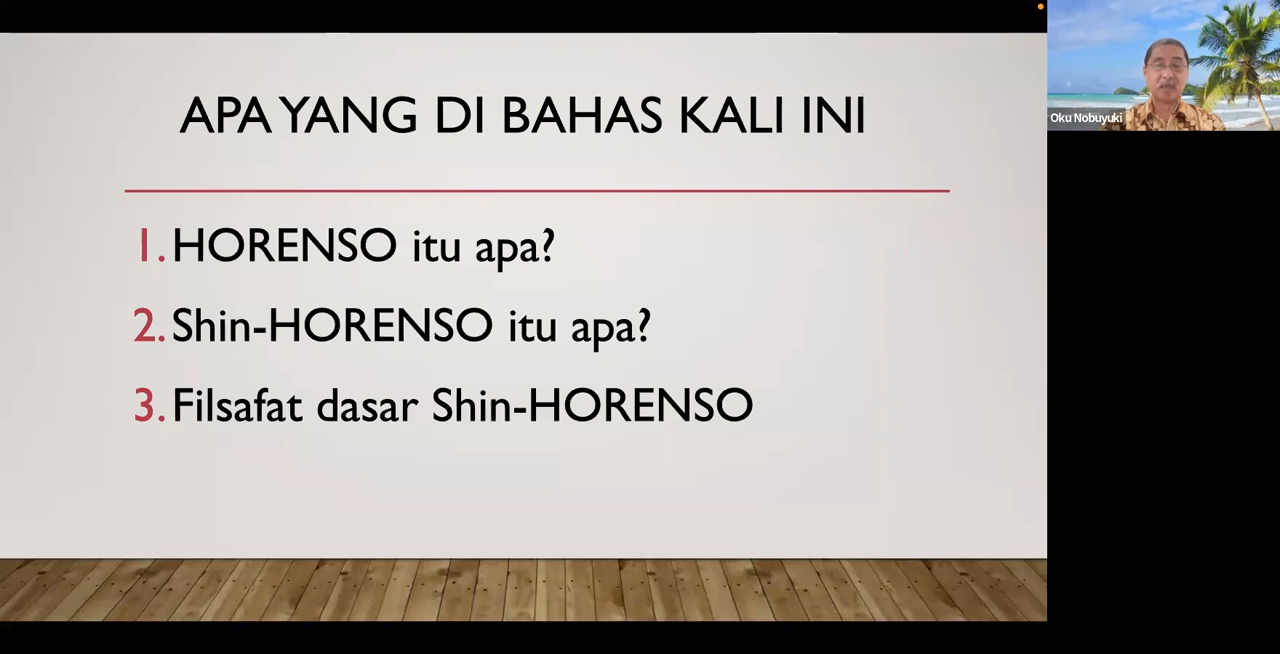 APA YANG DI BAHAS KALI INI
1. HORENSO itu apa?
2. Shin-HORENSO itu apa?
3. Filsafat dasar Shin-HORENSO
Oku Nobuyuki